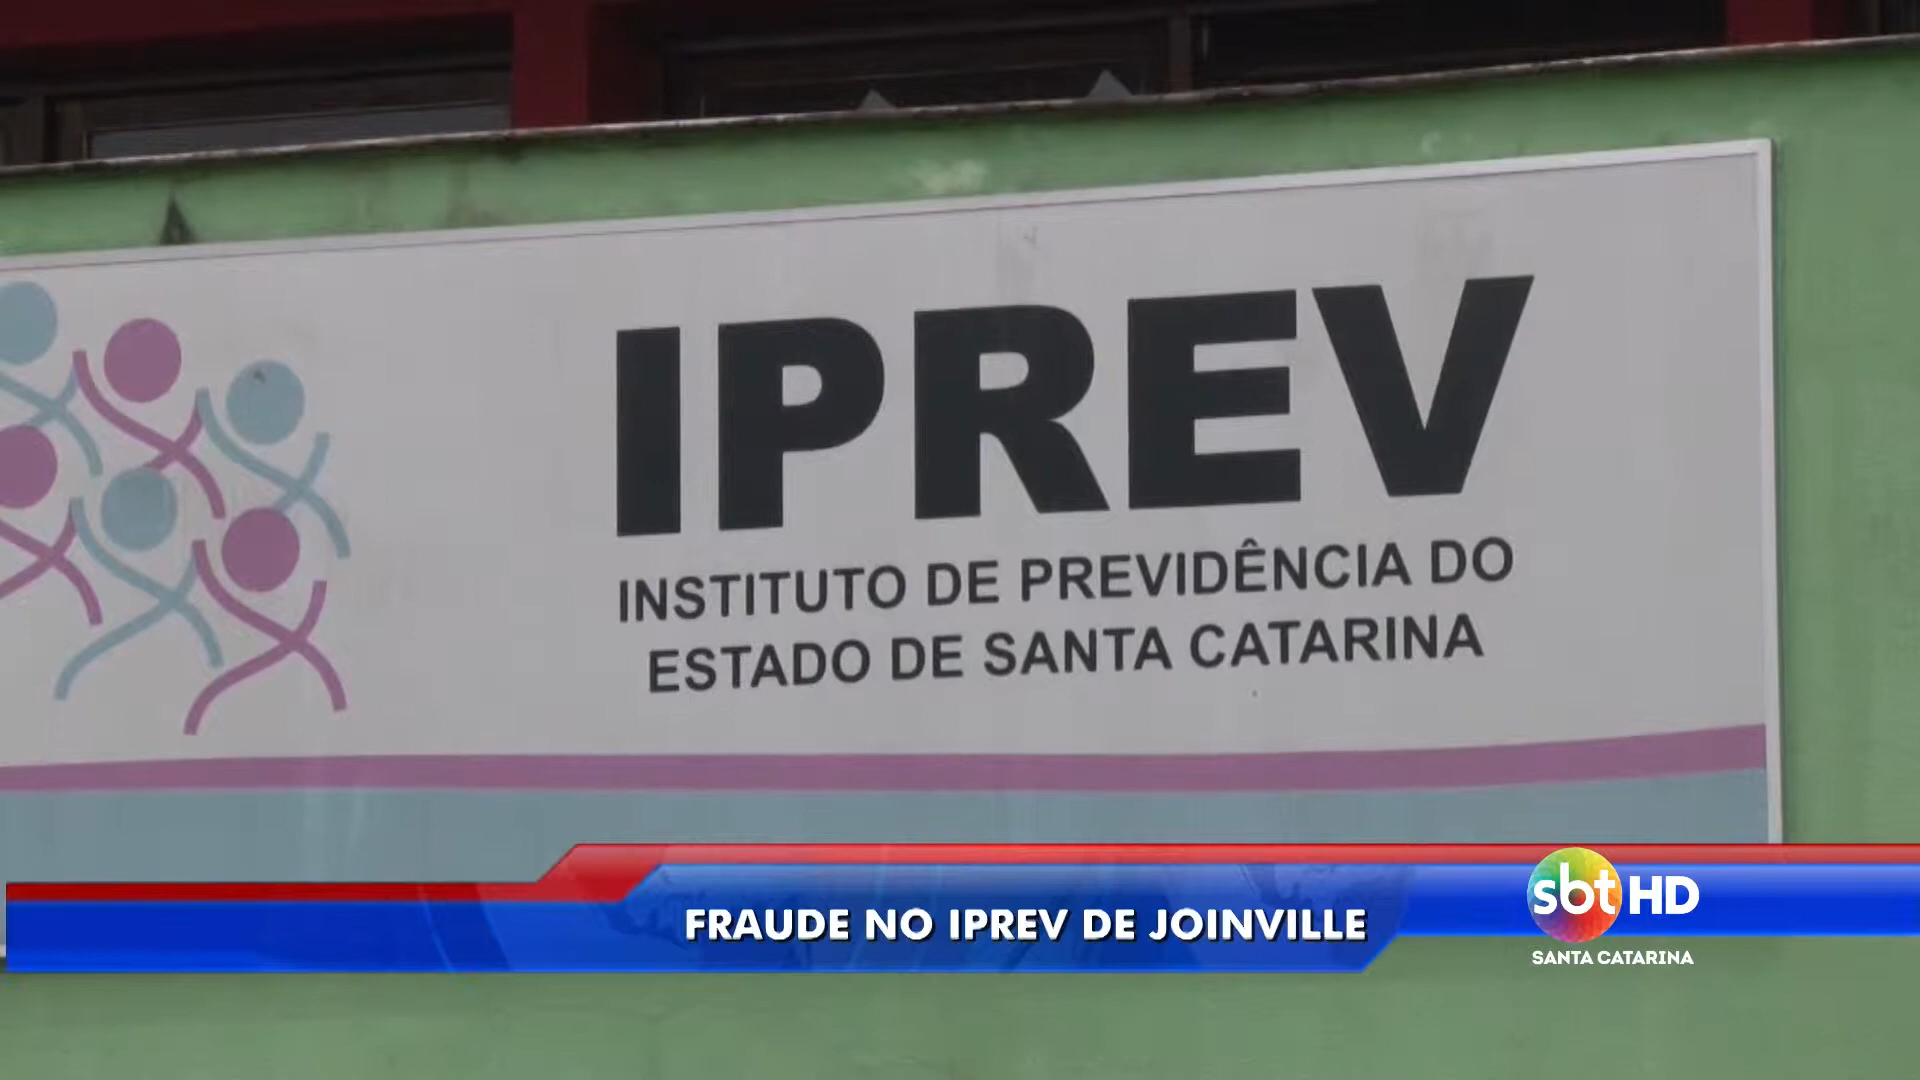 IPREV
INSTITUTO DE PREVIDÊNCIA DO
ESTADO DE SANTA CATARINA
FRAUDE NO IPREV DE JOINVILLE
sbt HD
SANTA CATARINA